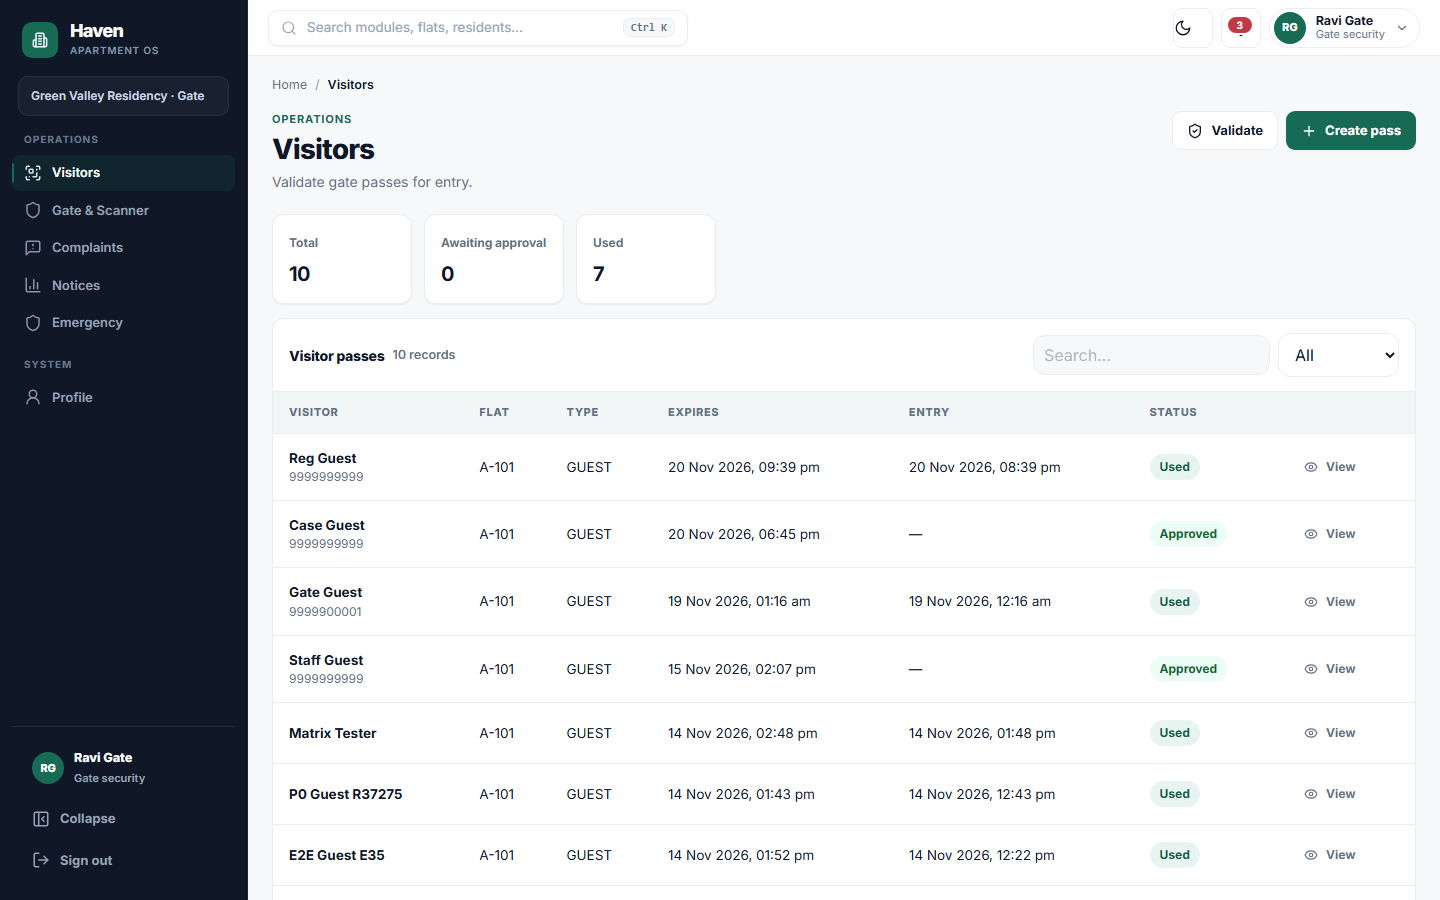 Haven
APARTMENT OS
Green Valley Residency · Gate
OPERATIONS
Visitors
Gate & Scanner
Complaints
Notices
Emergency
SYSTEM
Profile
RG
Ravi Gate
Gate security
Collapse
Sign out
Search modules, flats, residents...
Ctrl K
3
RG
Ravi Gate
Gate security
Home / Visitors
OPERATIONS
Visitors
Validate gate passes for entry.
Validate
Create pass
Total
10
Awaiting approval
0
Used
7
Visitor passes 10 records
Search...
All
VISITOR FLAT TYPE EXPIRES ENTRY STATUS
Reg Guest
9999999999
A-101 GUEST 20 Nov 2026, 09:39 pm 20 Nov 2026, 08:39 pm Used View
Case Guest
9999999999
A-101 GUEST 20 Nov 2026, 06:45 pm — Approved View
Gate Guest
9999900001
A-101 GUEST 19 Nov 2026, 01:16 am 19 Nov 2026, 12:16 am Used View
Staff Guest
9999999999
A-101 GUEST 15 Nov 2026, 02:07 pm — Approved View
Matrix Tester A-101 GUEST 14 Nov 2026, 02:48 pm 14 Nov 2026, 01:48 pm Used View
P0 Guest R37275 A-101 GUEST 14 Nov 2026, 01:43 pm 14 Nov 2026, 12:43 pm Used View
E2E Guest E35 A-101 GUEST 14 Nov 2026, 01:52 pm 14 Nov 2026, 12:22 pm Used View